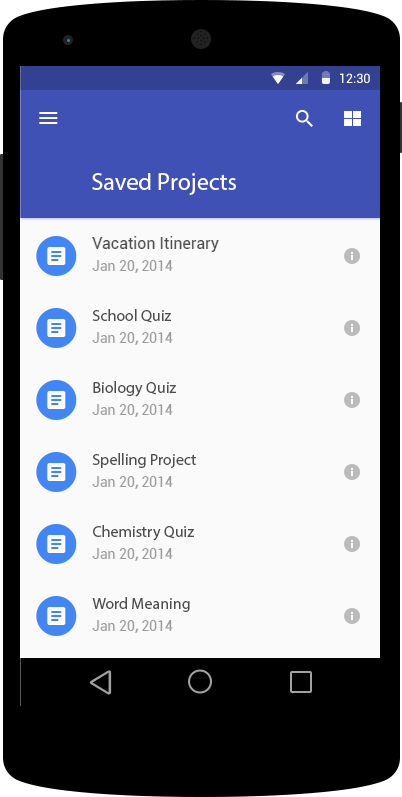 12:30
Saved Projects
Vacation Itinerary
Jan 20, 2014
School Quiz
Jan 20, 2014
Biology Quiz
Jan 20, 2014
Spelling Project
Jan 20, 2014
Chemistry Quiz
Jan 20, 2014
Word Meaning
Jan 20, 2014